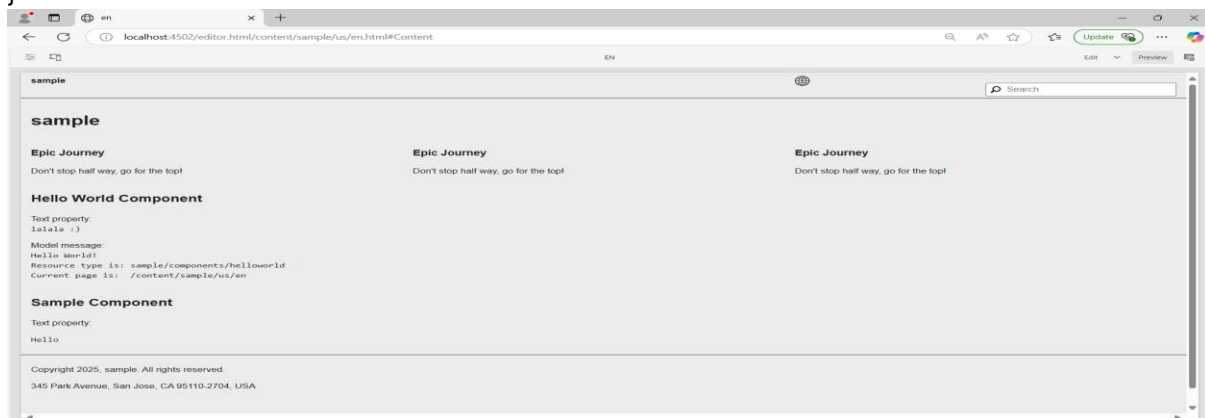 j
en
localhost:4502/editor.html/content/sample/us/en.html#Content
Update
EN
Edit
Preview
sample
Search
sample
Epic Journey Epic Journey Epic Journey
Don't stop half way, go for the top! Don't stop half way, go for the top! Don't stop half way, go for the top!
Hello World Component
Text property:
lalala :)
Model message:
Hello World!
Resource type is: sample/components/helloworld
Current page is: /content/sample/us/en
Sample Component
Text property:
Hello
Copyright 2025, sample. All rights reserved.
345 Park Avenue, San Jose, CA 95110-2704, USA